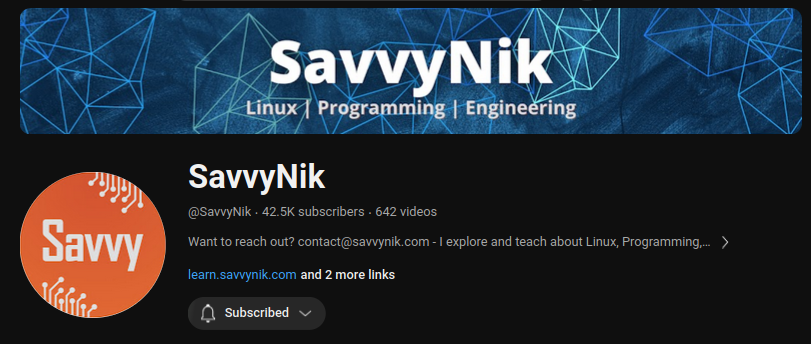 SavvyNik
Linux | Programming | Engineering
Savvy
SavvyNik
@SavvyNik · 42.5K subscribers · 642 videos
Want to reach out? contact@savvynik.com - I explore and teach about Linux, Programming,...
learn.savvynik.com and 2 more links
Subscribed